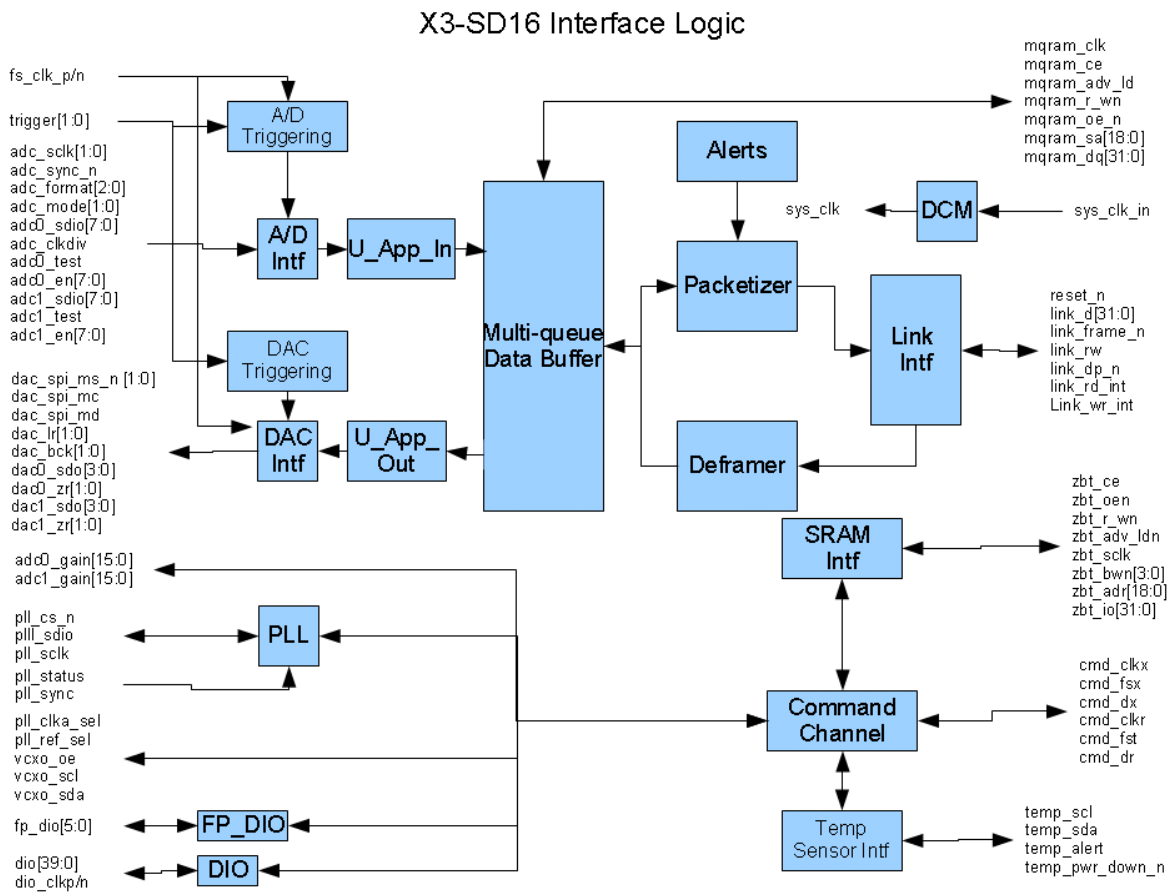 X3-SD16 Interface Logic
fs_clk_p/n
trigger[1:0]
adc_sclk[1:0]
adc_sync_n
adc_format[2:0]
adc_mode[1:0]
adc0_sdio[7:0]
adc_clkdiv
adc0_test
adc0_en[7:0]
adc1_sdio[7:0]
adc1_test
adc1_en[7:0]
dac_spi_ms_n [1:0]
dac_spi_mc
dac_spi_md
dac_lr[1:0]
dac_bck[1:0]
dac0_sdo[3:0]
dac0_zr[1:0]
dac1_sdo[3:0]
dac1_zr[1:0]
adc0_gain[15:0]
adc1_gain[15:0]
pll_cs_n
plll_sdio
pll_sclk
pll_status
pll_sync
pll_clka_sel
pll_ref_sel
vcxo_oe
vcxo_scl
vcxo_sda
fp_dio[5:0]
dio[39:0]
dio_clkp/n
A/D
Triggering
A/D
Intf
U_App_In
DAC
Triggering
DAC
Intf
U_App_
Out
Multi-queue
Data Buffer
Alerts
Packetizer
Deframer
sys_clk
DCM
sys_clk_in
Link
Intf
SRAM
Intf
Command
Channel
Temp
Sensor Intf
PLL
FP_DIO
DIO
mqram_clk
mqram_ce
mqram_adv_ld
mqram_r_wn
mqram_oe_n
mqram_sa[18:0]
mqram_dq[31:0]
reset_n
link_d[31:0]
link_frame_n
link_rw
link_dp_n
link_rd_int
Link_wr_int
zbt_ce
zbt_oen
zbt_r_wn
zbt_adv_ldn
zbt_sclk
zbt_bwn[3:0]
zbt_adr[18:0]
zbt_io[31:0]
cmd_clkx
cmd_fsx
cmd_dx
cmd_clkr
cmd_fst
cmd_dr
temp_scl
temp_sda
temp_alert
temp_pwr_down_n